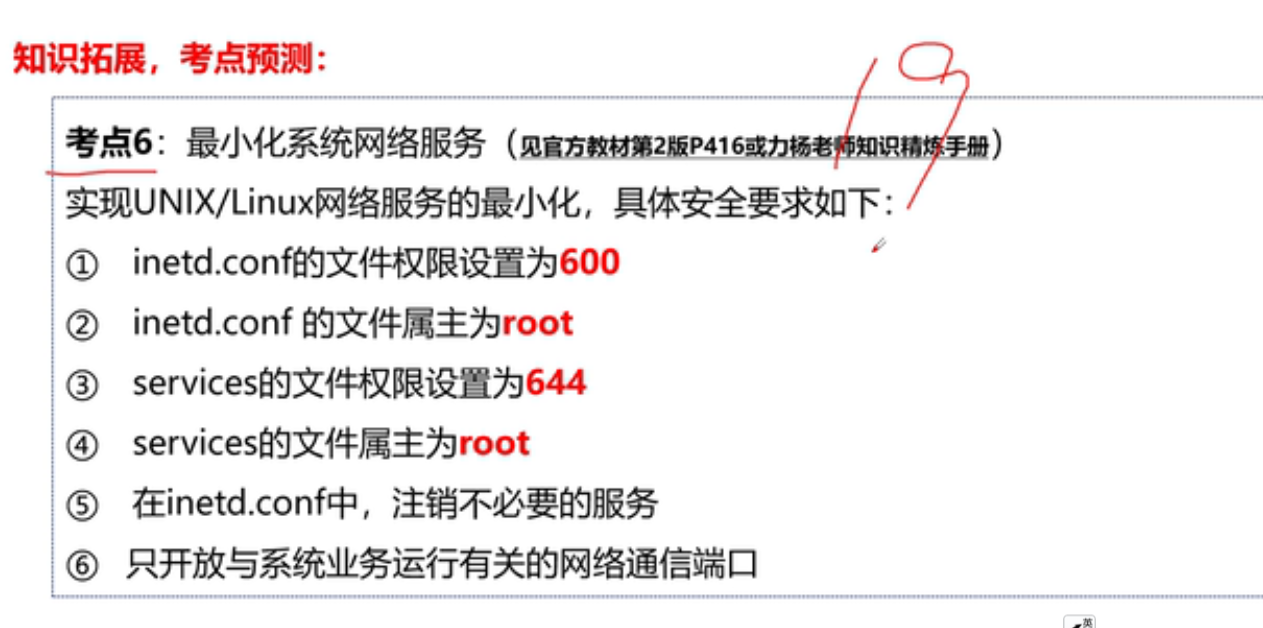 知识拓展，考点预测：
19
考点6：最小化系统网络服务（见官方教材第2版P416或力杨老师知识精炼手册）
实现UNIX/Linux网络服务的最小化，具体安全要求如下：
① inetd.conf的文件权限设置为600
② inetd.conf 的文件属主为root
③ services的文件权限设置为644
④ services的文件属主为root
⑤ 在inetd.conf中，注销不必要的服务
⑥ 只开放与系统业务运行有关的网络通信端口
英